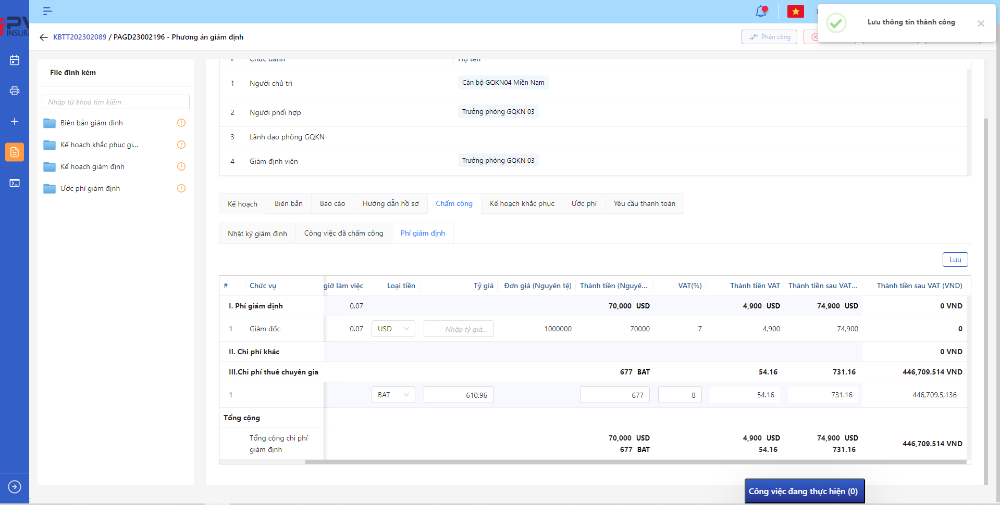 INSUR
Lưu thông tin thành công
KBTT202302089 / PAGD23002196 - Phương án giám định
Phân công
File đính kèm
Nhập từ khoá tìm kiếm
Biên bản giám định
Kế hoạch khắc phục gi...
Kế hoạch giám định
Ước phí giám định
# Chức danh Họ tên
1 Người chủ trì Cán bộ GQKN04 Miền Nam
2 Người phối hợp Trưởng phòng GQKN 03
3 Lãnh đạo phòng GQKN
4 Giám định viên Trưởng phòng GQKN 03
Kế hoạch Biên bản Báo cáo Hướng dẫn hồ sơ Chấm công Kế hoạch khắc phục Ước phí Yêu cầu thanh toán
Nhật ký giám định Công việc đã chấm công Phí giám định
Lưu
# Chức vụ giờ làm việc Loại tiền Tỷ giá Đơn giá (Nguyên tệ) Thành tiền (Nguyê... VAT(%) Thành tiền VAT Thành tiền sau VAT... Thành tiền sau VAT (VND)
I. Phí giám định 0.07 70,000 USD 4,900 USD 74,900 USD 0 VND
1 Giám đốc 0.07 USD Nhập tỷ giá... 1000000 70000 7 4,900 74,900 0
II. Chi phí khác 0 VND
III.Chi phí thuê chuyên gia 677 BAT 54.16 731.16 446,709.514 VND
1 BAT 610.96 677 8 54.16 731.16 446,709.5,136
Tổng cộng
Tổng cộng chi phí giám định 70,000 USD 4,900 USD 74,900 USD 446,709.514 VND
677 BAT 54.16 731.16
Công việc đang thực hiện (0)